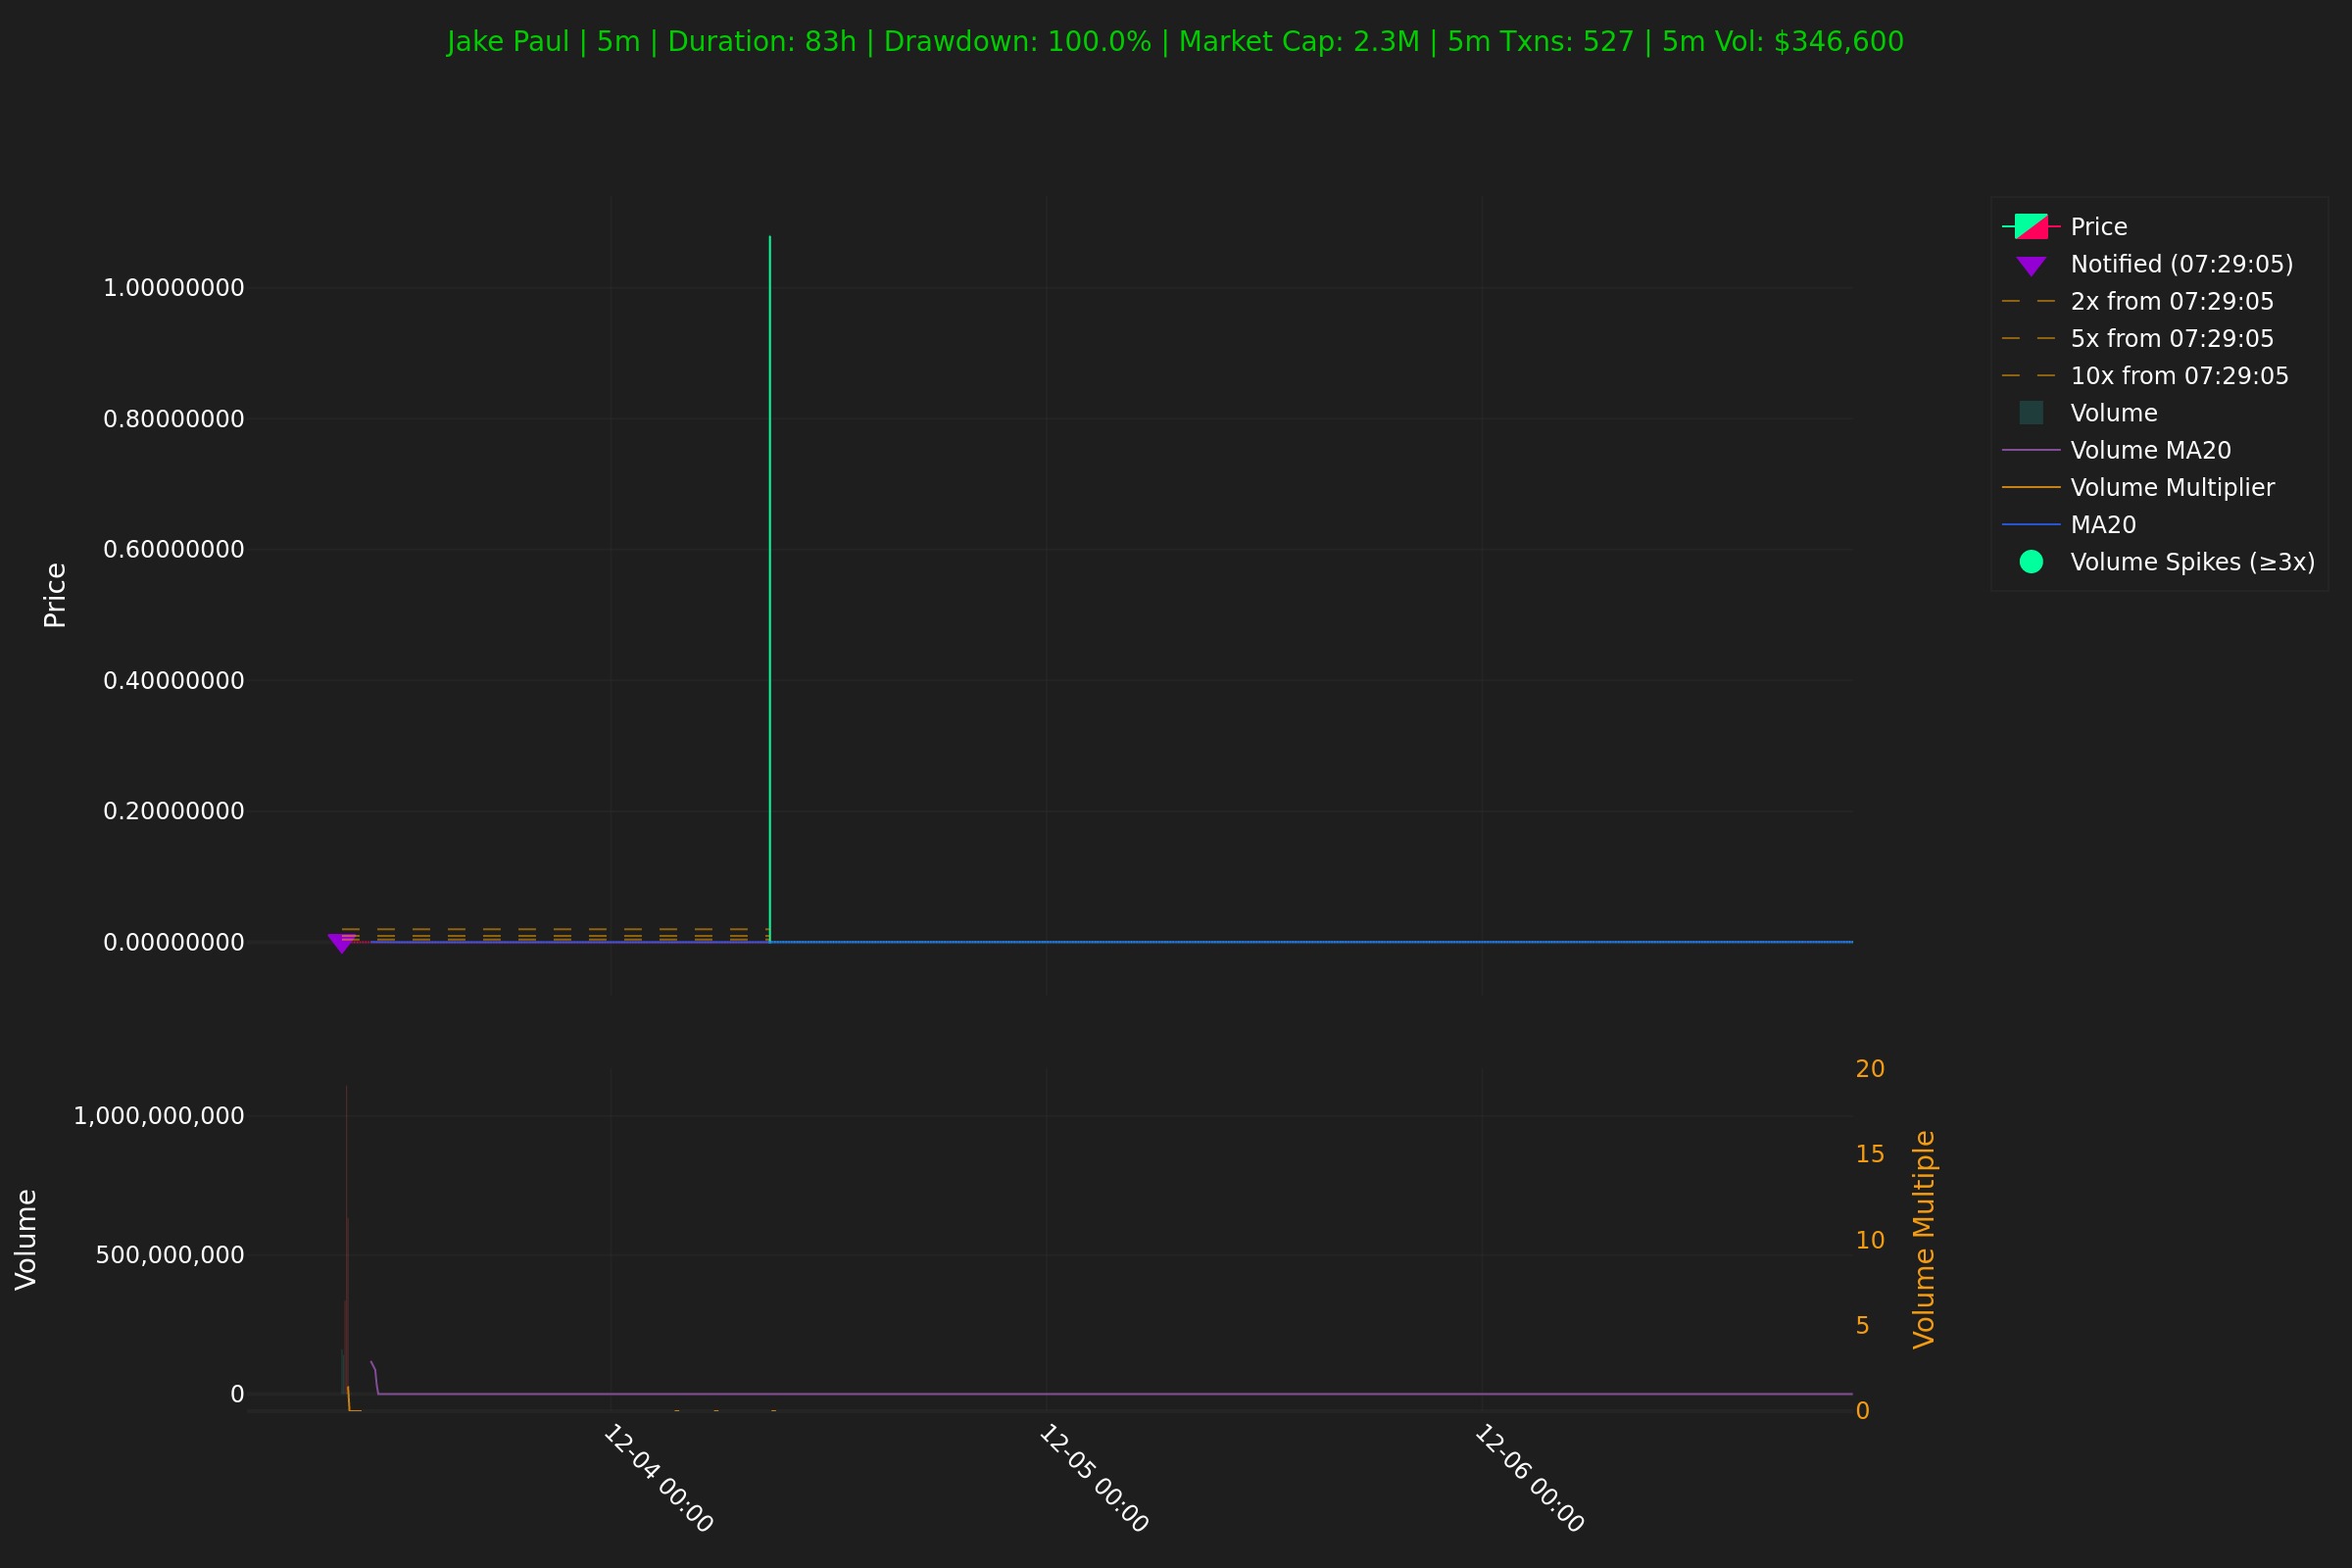 Jake Paul | 5m | Duration: 83h | Drawdown: 100.0% | Market Cap: 2.3M | 5m Txns: 527 | 5m Vol: $346,600
Price
1.00000000
0.80000000
0.60000000
0.40000000
0.20000000
0.00000000
Price
Notified (07:29:05)
2x from 07:29:05
5x from 07:29:05
10x from 07:29:05
Volume
Volume MA20
Volume Multiplier
MA20
Volume Spikes (≥3x)
Volume
1,000,000,000
500,000,000
0
20
15
10
5
0
Volume Multiple
12-04 00:00
12-05 00:00
12-06 00:00